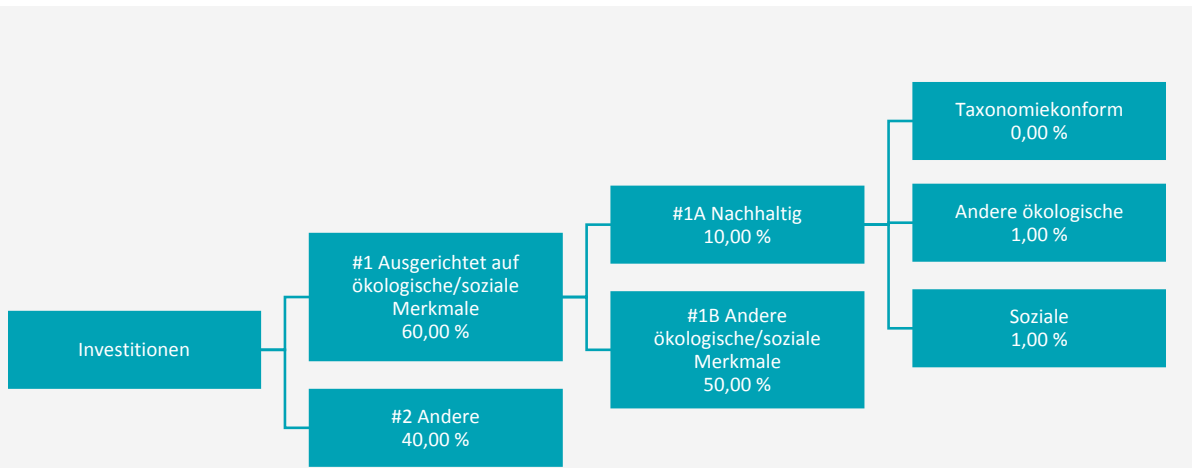 Investitionen
#1 Ausgerichtet auf
ökologische/soziale
Merkmale
60,00 %
#2 Andere
40,00 %
#1A Nachhaltig
10,00 %
#1B Andere
ökologische/soziale
Merkmale
50,00 %
Taxonomiekonform
0,00 %
Andere ökologische
1,00 %
Soziale
1,00 %